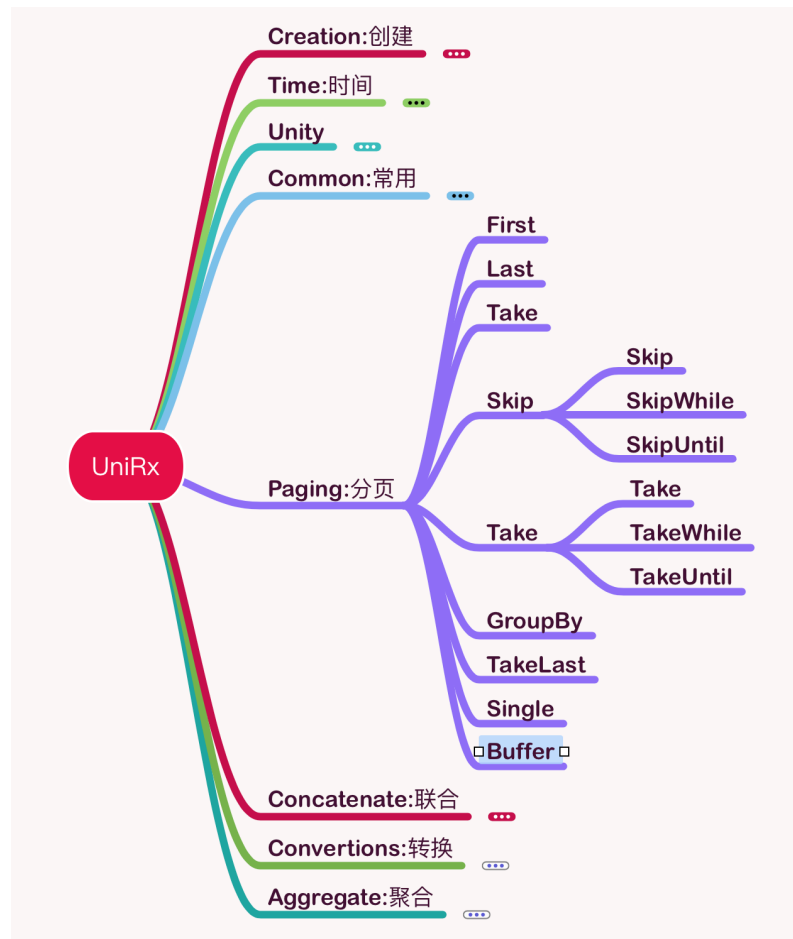 Creation:创建
Time:时间
Unity
Common:常用
First
Last
Take
Skip
Skip
SkipWhile
SkipUntil
UniRx
Paging:分页
Take
Take
TakeWhile
TakeUntil
GroupBy
TakeLast
Single
Buffer
Concatenate:联合
Convertions:转换
Aggregate:聚合